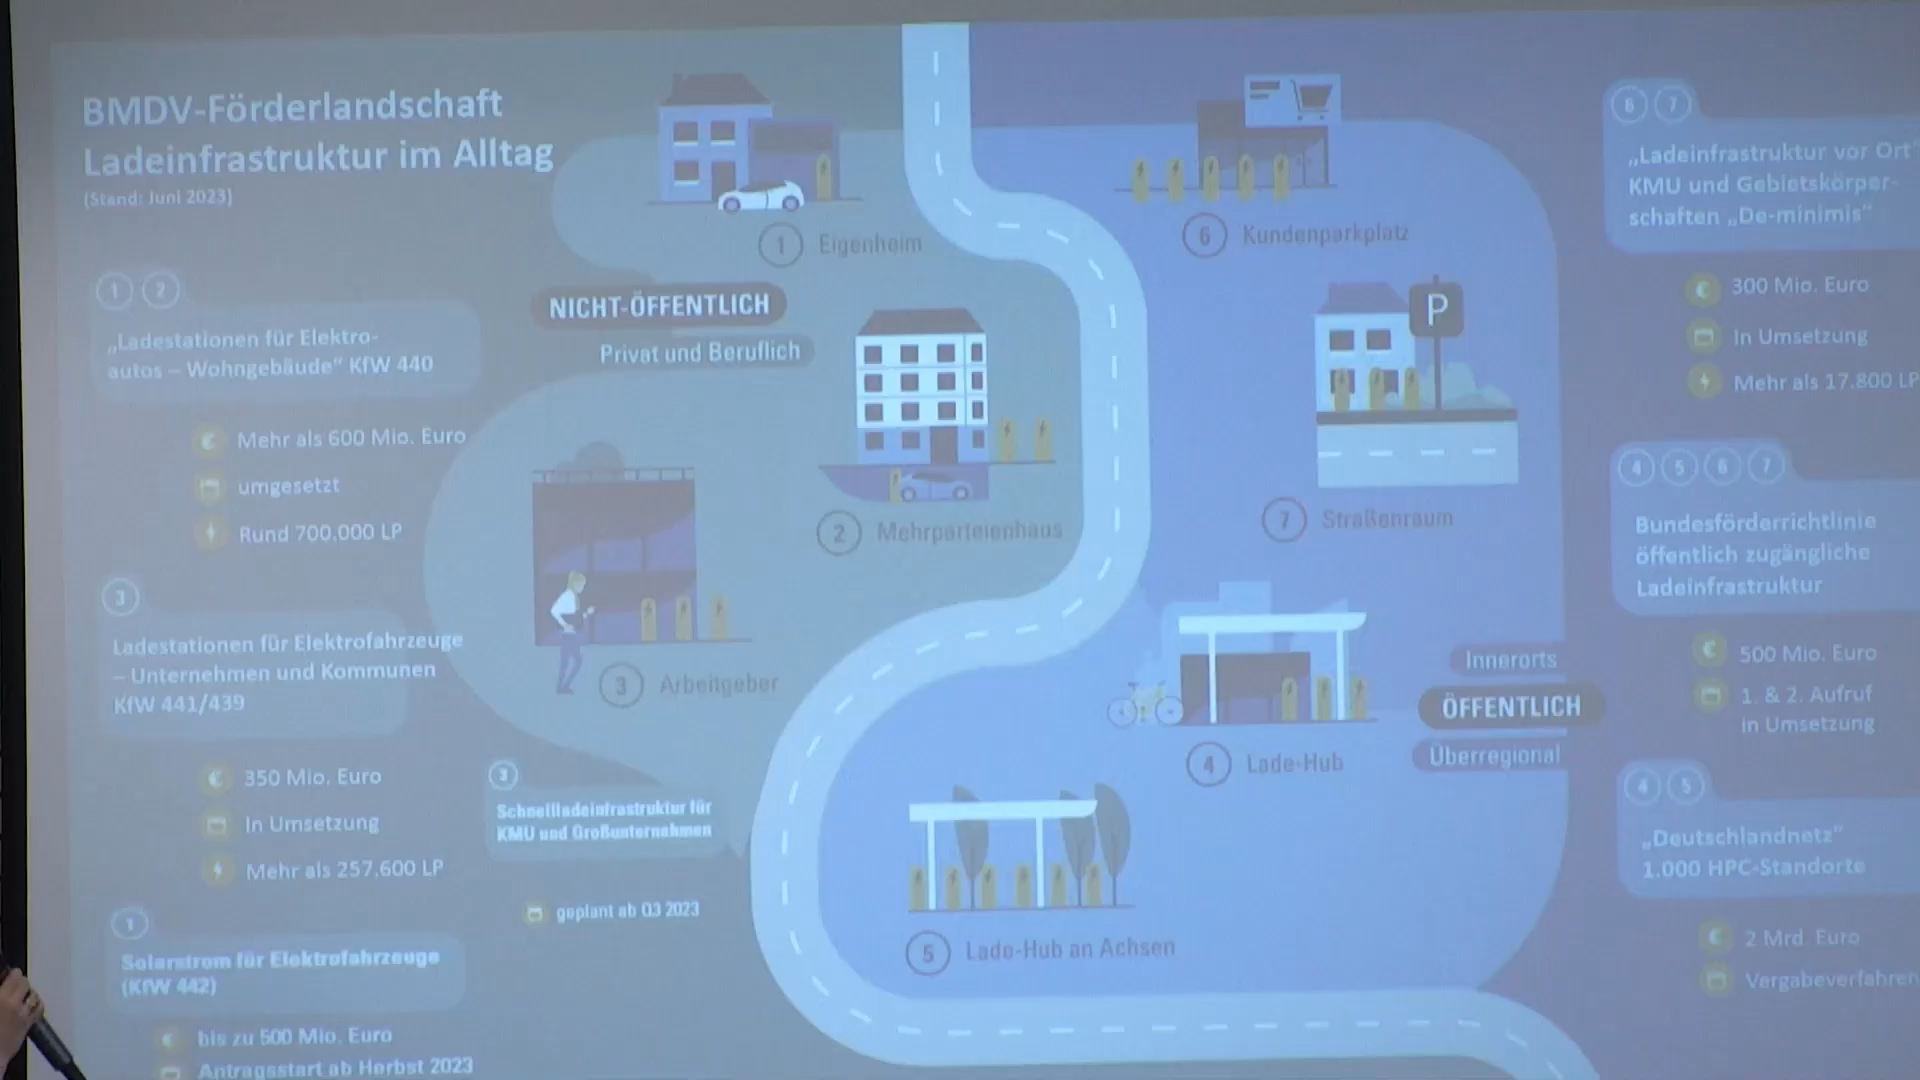 BMDV-Förderlandschaft
Ladeinfrastruktur im Alltag
(Stand: Juni 2023)
1 2
„Ladestationen für Elektro-
autos – Wohngebäude“ KfW 440
Mehr als 600 Mio. Euro
umgesetzt
Rund 700.000 LP
3
Ladestationen für Elektrofahrzeuge
– Unternehmen und Kommunen
KfW 441/439
350 Mio. Euro
In Umsetzung
Mehr als 257.600 LP
1
Solarstrom für Elektrofahrzeuge
(KfW 442)
bis zu 500 Mio. Euro
Antragsstart ab Herbst 2023
3
Schnellladeinfrastruktur für
KMU und Großunternehmen
geplant ab Q3 2023
1 Eigenheim
NICHT-ÖFFENTLICH
Privat und Beruflich
2 Mehrparteienhaus
3 Arbeitgeber
6 Kundenparkplatz
P
7 Straßenraum
4 Lade-Hub
5 Lade-Hub an Achsen
Innerorts
ÖFFENTLICH
Überregional
6 7
„Ladeinfrastruktur vor Ort“
KMU und Gebietskörper-
schaften „De-minimis“
300 Mio. Euro
In Umsetzung
Mehr als 17.800 LP
4 5 6 7
Bundesförderrichtlinie
öffentlich zugängliche
Ladeinfrastruktur
500 Mio. Euro
1. & 2. Aufruf
in Umsetzung
4 5
„Deutschlandnetz“
1.000 HPC-Standorte
2 Mrd. Euro
Vergabeverfahren